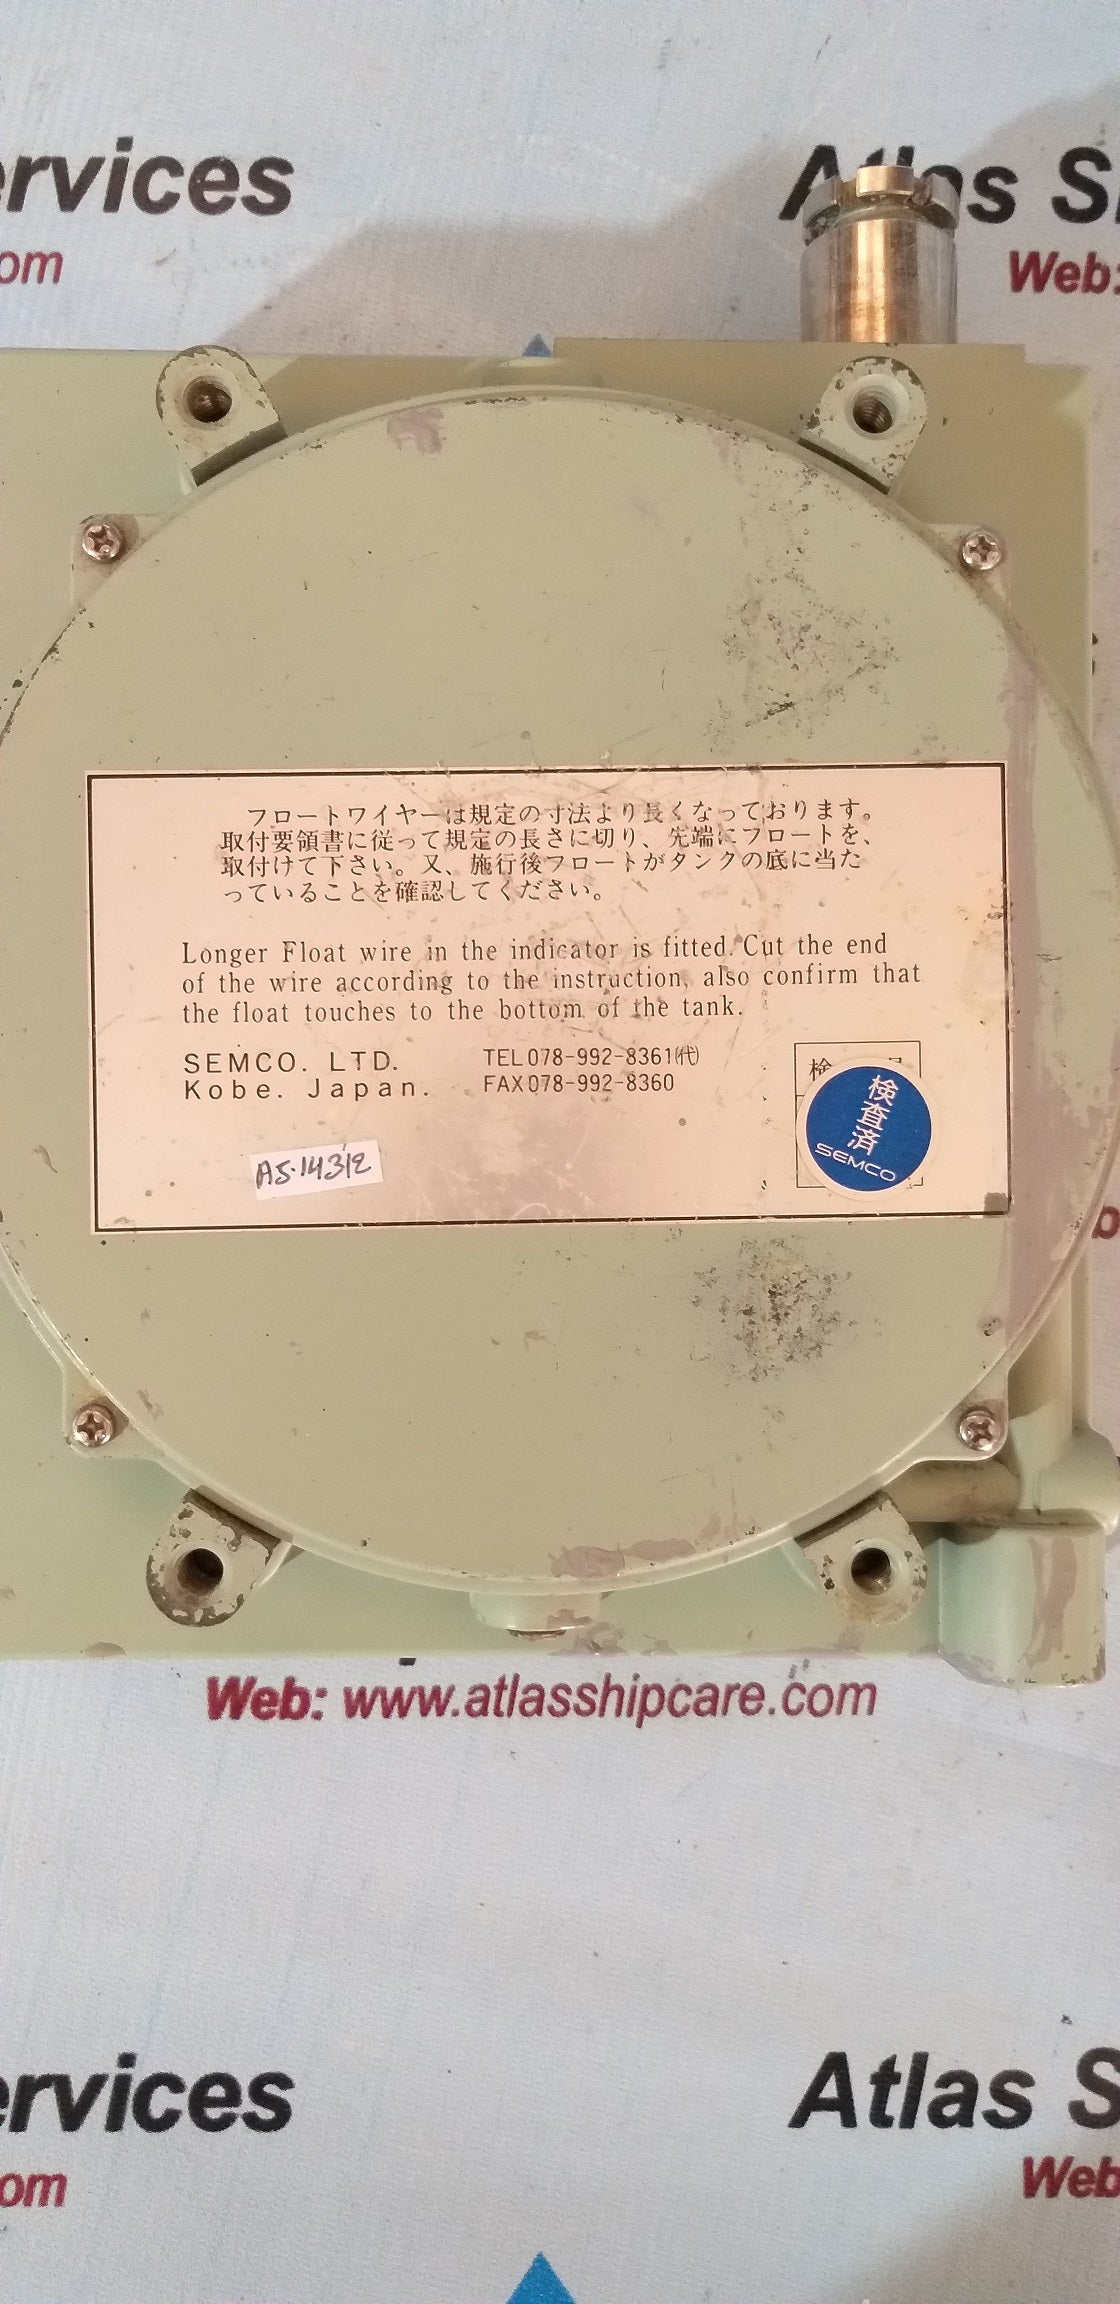 ervices
om
Atlas S
Web:
フロートワイヤーは規定の寸法より長くなっております。
取付要領書に従って規定の長さに切り、先端にフロートを、
取付けて下さい。又、施行後フロートがタンクの底に当た
っていることを確認してください。
Longer Float wire in the indicator is fitted. Cut the end
of the wire according to the instruction, also confirm that
the float touches to the bottom of the tank.
SEMCO. LTD.
Kobe. Japan.
TEL 078-992-8361㈹
FAX 078-992-8360
検
検査済
SEMCO
AS-14312
Web: www.atlasshipcare.com
ervices
om
Atlas S
Web